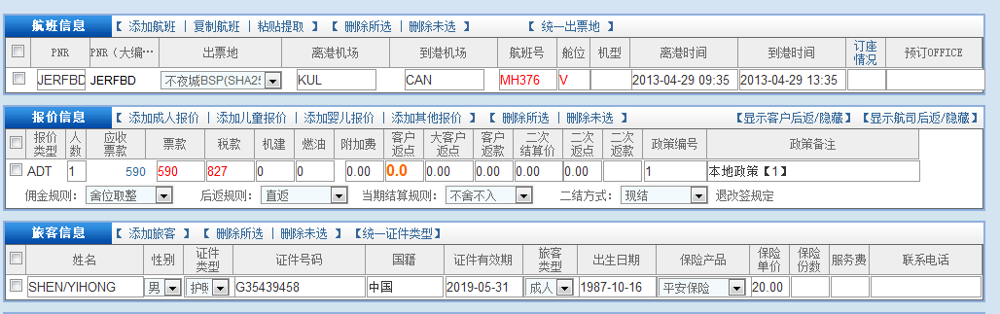 航班信息 【 添加航班 | 复制航班 | 粘贴提取 】 【 删除所选 | 删除未选 】 【 统一出票地 】
PNR PNR（大编… 出票地 离港机场 到港机场 航班号 舱位 机型 离港时间 到港时间 订座情况 预订OFFICE
JERFBD JERFBD 不夜城BSP(SHA25 KUL CAN MH376 V 2013-04-29 09:35 2013-04-29 13:35
报价信息 【 添加成人报价 | 添加儿童报价 | 添加婴儿报价 | 添加其他报价 】 【 删除所选 | 删除未选 】 【显示客户后返/隐藏】 【显示航司后返/隐藏】
报价类型 人数 应收票款 票款 税款 机建 燃油 附加费 客户返点 大客户返点 客户返款 二次结算价 二次返点 二次返款 政策编号 政策备注
ADT 1 590 590 827 0 0 0.00 0.0 0.00 0.00 0.00 0.00 1 本地政策【1】
佣金规则： 舍位取整 后返规则： 直返 当期结算规则： 不舍不入 二结方式： 现结 退改签规定
旅客信息 【 添加旅客 】 【 删除所选 | 删除未选 】 【统一证件类型】
姓名 性别 证件类型 证件号码 国籍 证件有效期 旅客类型 出生日期 保险产品 保险单价 保险份数 服务费 联系电话
SHEN/YIHONG 男 护照 G35439458 中国 2019-05-31 成人 1987-10-16 平安保险 20.00